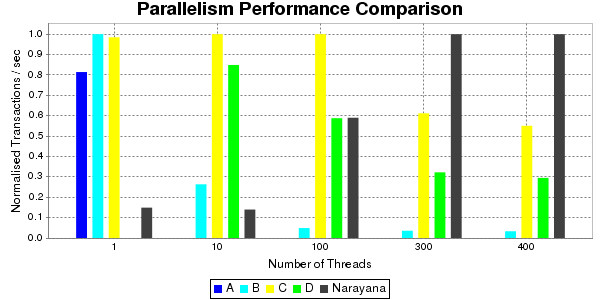 Parallelism Performance Comparison
Normalised Transactions / sec
1.0
0.9
0.8
0.7
0.6
0.5
0.4
0.3
0.2
0.1
0.0
1 10 100 300 400
Number of Threads
A B C D Narayana